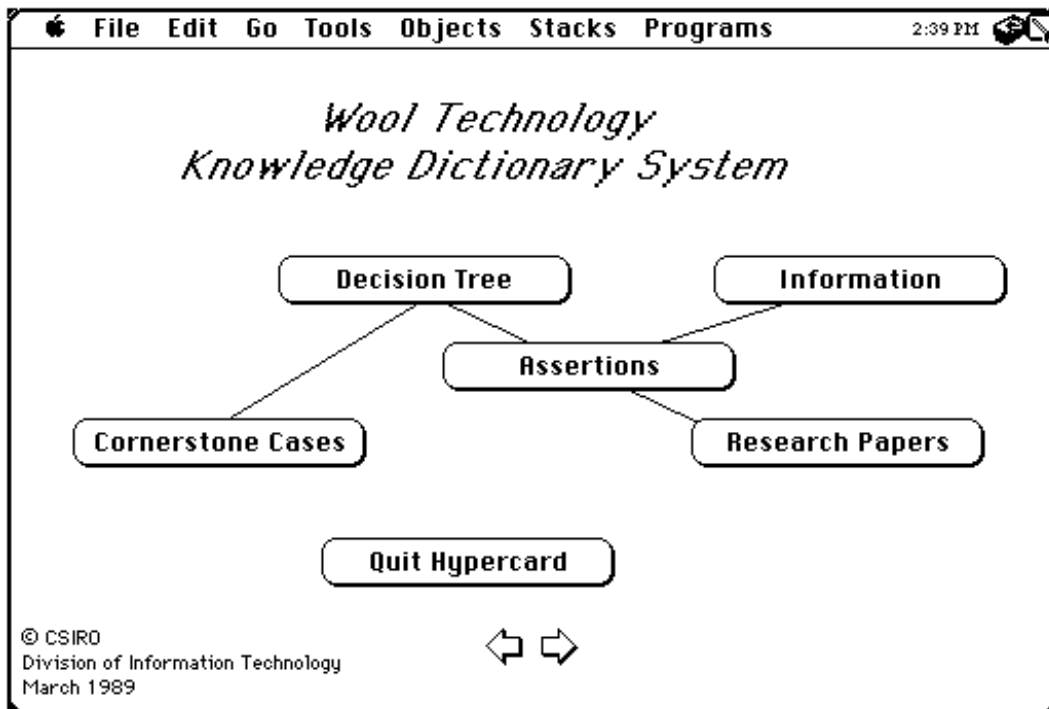 File Edit Go Tools Objects Stacks Programs 2:39 PM
Wool Technology
Knowledge Dictionary System
Decision Tree
Information
Assertions
Cornerstone Cases
Research Papers
Quit Hypercard
© CSIRO
Division of Information Technology
March 1989